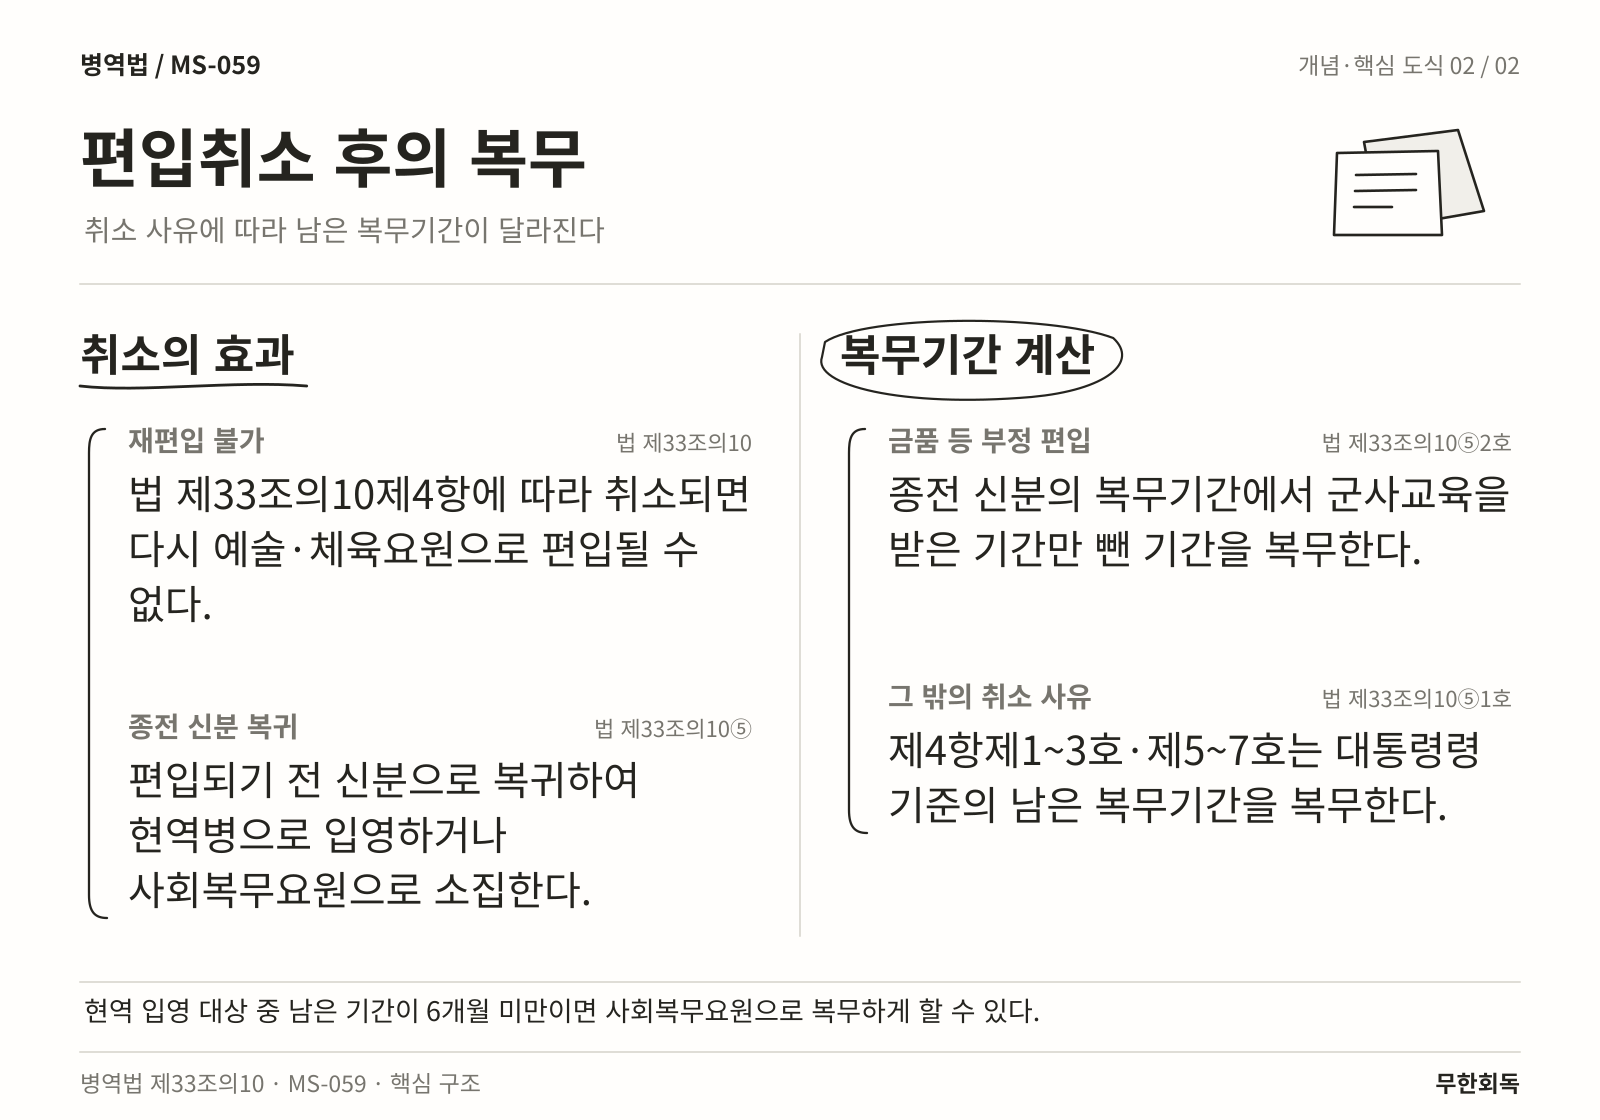 병역법 / MS-059
개념·핵심 도식 02 / 02
편입취소 후의 복무
취소 사유에 따라 남은 복무기간이 달라진다
취소의 효과
재편입 불가
법 제33조의10
법 제33조의10제4항에 따라 취소되면
다시 예술·체육요원으로 편입될 수
없다.
종전 신분 복귀
법 제33조의10⑤
편입되기 전 신분으로 복귀하여
현역병으로 입영하거나
사회복무요원으로 소집한다.
복무기간 계산
금품 등 부정 편입
법 제33조의10⑤2호
종전 신분의 복무기간에서 군사교육을
받은 기간만 뺀 기간을 복무한다.
그 밖의 취소 사유
법 제33조의10⑤1호
제4항제1~3호·제5~7호는 대통령령
기준의 남은 복무기간을 복무한다.
현역 입영 대상 중 남은 기간이 6개월 미만이면 사회복무요원으로 복무하게 할 수 있다.
병역법 제33조의10 · MS-059 · 핵심 구조
무한회독